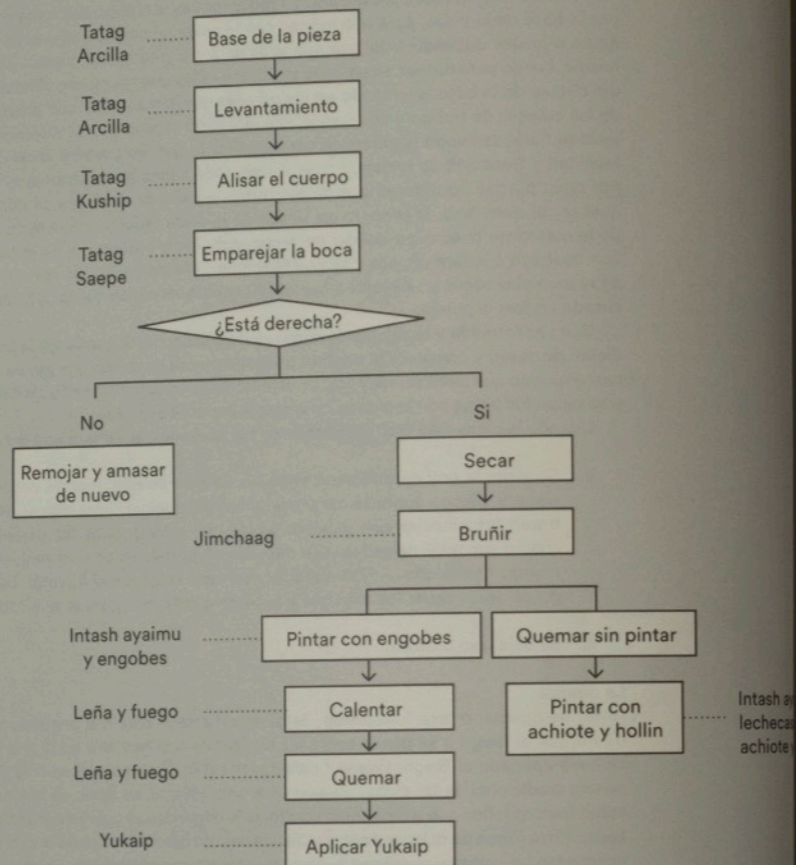 Tatag
Arcilla
Base de la pieza
Tatag
Arcilla
Levantamiento
Tatag
Kuship
Alisar el cuerpo
Tatag
Saepe
Emparejar la boca
¿Está derecha?
No
Si
Remojar y amasar
de nuevo
Secar
Jimchaag
Bruñir
Intash ayaimu
y engobes
Pintar con engobes
Quemar sin pintar
Leña y fuego
Calentar
Pintar con
achiote y hollin
Intash
achiote
Leña y fuego
Quemar
Yukaip
Aplicar Yukaip